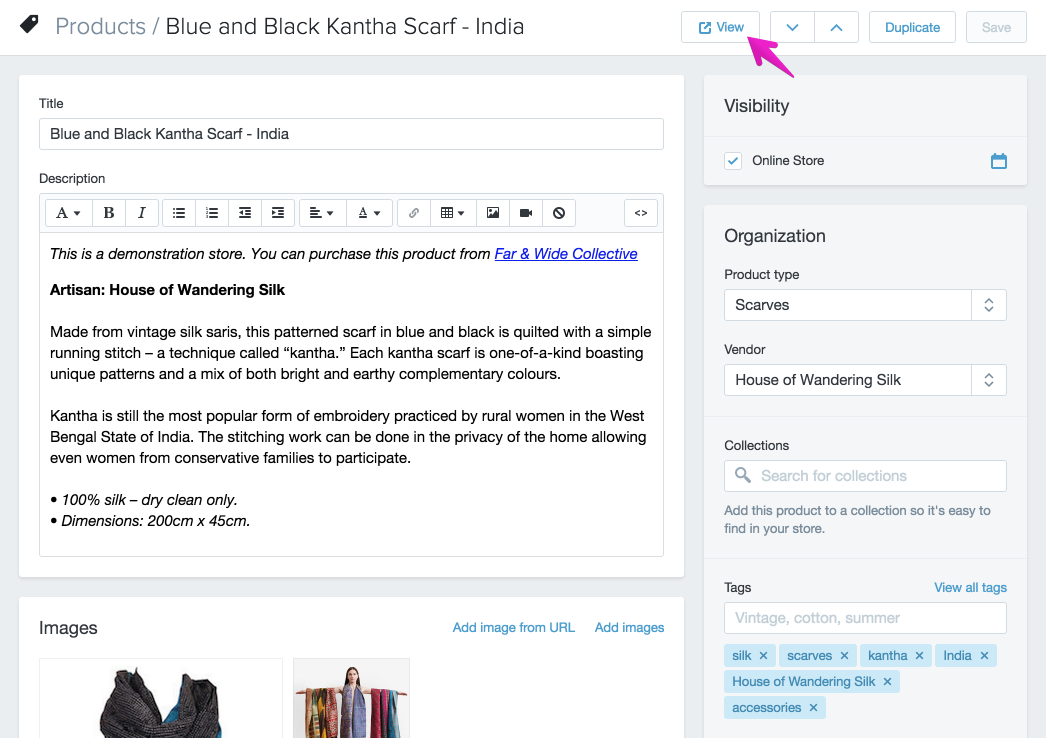 Products / Blue and Black Kantha Scarf - India
View
Duplicate
Save
Title
Blue and Black Kantha Scarf - India
Description
A B I A <>
This is a demonstration store. You can purchase this product from Far & Wide Collective
Artisan: House of Wandering Silk
Made from vintage silk saris, this patterned scarf in blue and black is quilted with a simple
running stitch – a technique called “kantha.” Each kantha scarf is one-of-a-kind boasting
unique patterns and a mix of both bright and earthy complementary colours.
Kantha is still the most popular form of embroidery practiced by rural women in the West
Bengal State of India. The stitching work can be done in the privacy of the home allowing
even women from conservative families to participate.
• 100% silk – dry clean only.
• Dimensions: 200cm x 45cm.
Images
Add image from URL
Add images
Visibility
Online Store
Organization
Product type
Scarves
Vendor
House of Wandering Silk
Collections
Search for collections
Add this product to a collection so it's easy to
find in your store.
Tags
View all tags
Vintage, cotton, summer
silk × scarves × kantha × India ×
House of Wandering Silk ×
accessories ×